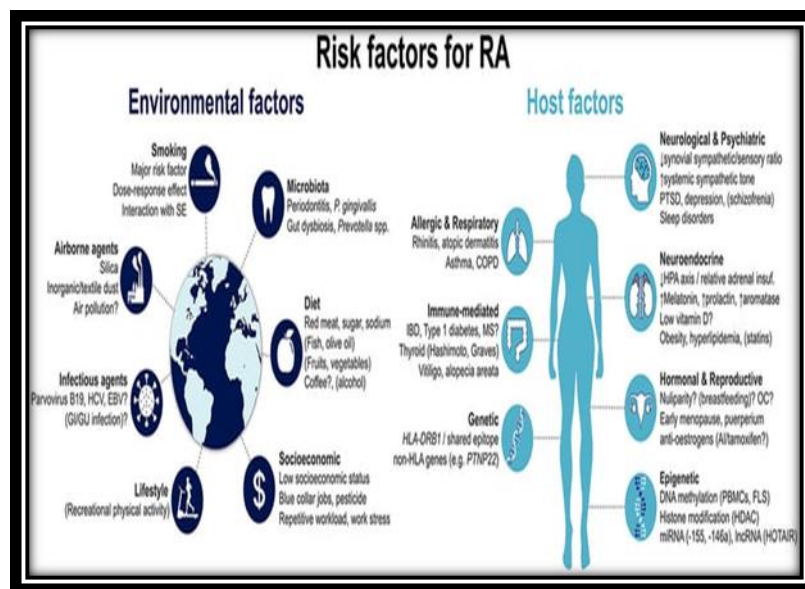 Risk factors for RA
Environmental factors
Smoking
Major risk factor
Dose-response effect
Interaction with SE
Microbiota
Periodontitis, P. gingivalis
Gut dysbiosis, Prevotella spp.
Airborne agents
Silica
Inorganic/textile dust
Air pollution?
Diet
Red meat, sugar, sodium
(Fish, olive oil)
(Fruits, vegetables)
Coffee?, (alcohol)
Infectious agents
Parvovirus B19, HCV, EBV?
(GI/GU infection)?
Socioeconomic
Low socioeconomic status
Blue collar jobs, pesticide
Repetitive workload, work stress
Lifestyle
(Recreational physical activity)
$
Host factors
Allergic & Respiratory
Rhinitis, atopic dermatitis
Asthma, COPD
Immune-mediated
IBD, Type 1 diabetes, MS?
Thyroid (Hashimoto, Graves)
Vitiligo, alopecia areata
Genetic
HLA-DRB1 / shared epitope
non-HLA genes (e.g. PTNP22)
Neurological & Psychiatric
↓synovial sympathetic/sensory ratio
↑systemic sympathetic tone
PTSD, depression, (schizofrenia)
Sleep disorders
Neuroendocrine
↓HPA axis / relative adrenal insuf.
↑Melatonin, ↑prolactin, ↑aromatase
Low vitamin D?
Obesity, hyperlipidemia, (statins)
Hormonal & Reproductive
Nuliparity? (breastfeeding)? OC?
Early menopause, puerperium
anti-oestrogens (AI/tamoxifen?)
Epigenetic
DNA methylation (PBMCs, FLS)
Histone modification (HDAC)
miRNA (-155, -146a), lncRNA (HOTAIR)